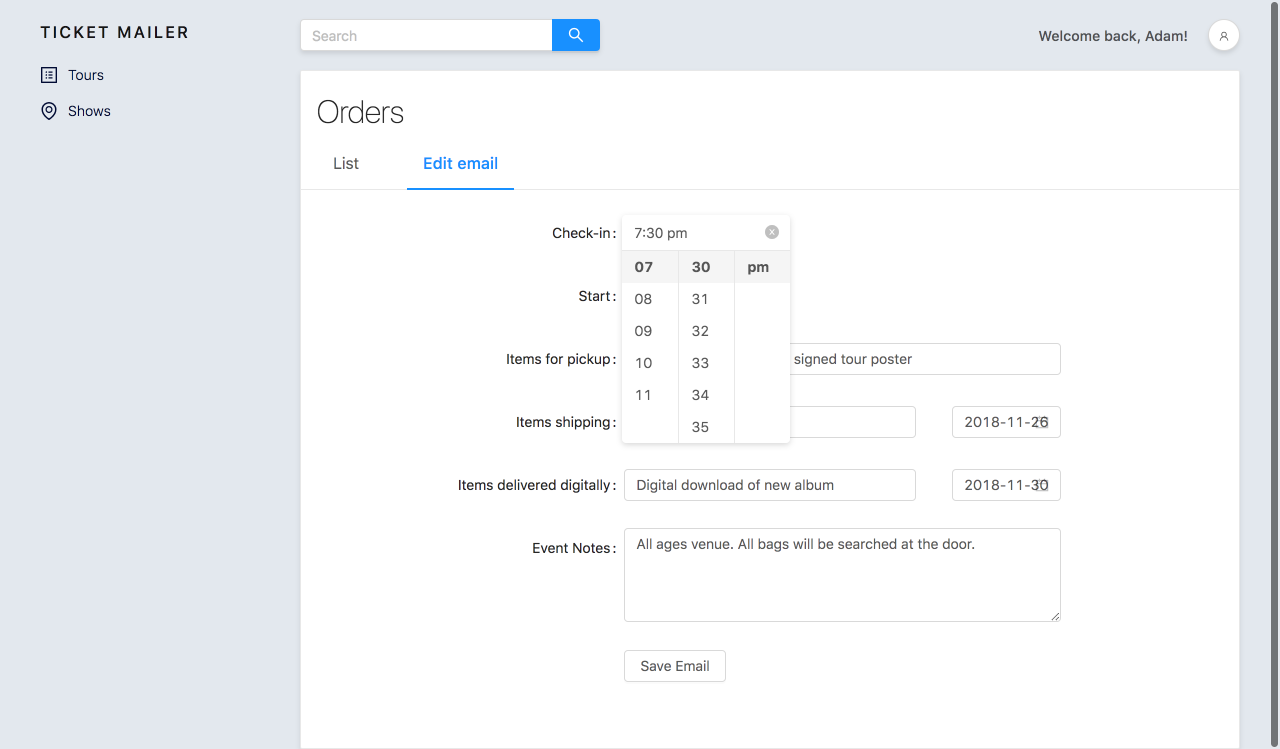 TICKET MAILER
Tours
Shows
Search
Welcome back, Adam!
Orders
List
Edit email
Check-in:
7:30 pm
07 30 pm
08 31
09 32
10 33
11 34
35
Start:
Items for pickup:
signed tour poster
Items shipping:
2018-11-26
Items delivered digitally:
Digital download of new album
2018-11-30
Event Notes:
All ages venue. All bags will be searched at the door.
Save Email